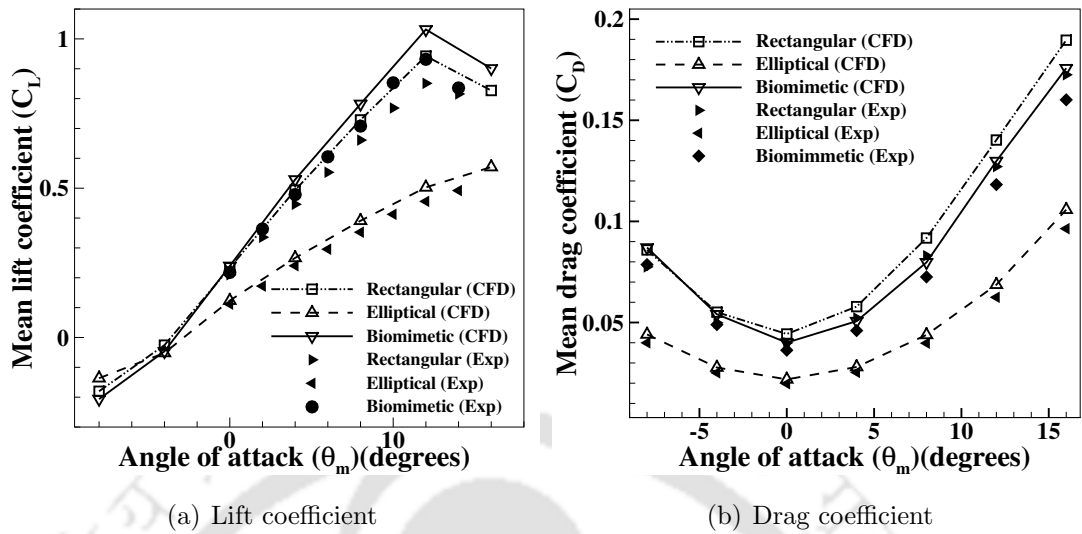 Mean lift coefficient (C_L)
1
0.5
0
0
10
Rectangular (CFD)
Elliptical (CFD)
Biomimetic (CFD)
Rectangular (Exp)
Elliptical (Exp)
Biomimetic (Exp)
Angle of attack (θ_m)(degrees)
(a) Lift coefficient
Mean drag coefficient (C_D)
0.2
0.15
0.1
0.05
Rectangular (CFD)
Elliptical (CFD)
Biomimetic (CFD)
Rectangular (Exp)
Elliptical (Exp)
Biomimmetic (Exp)
-5
0
5
10
15
Angle of attack (θ_m)(degrees)
(b) Drag coefficient